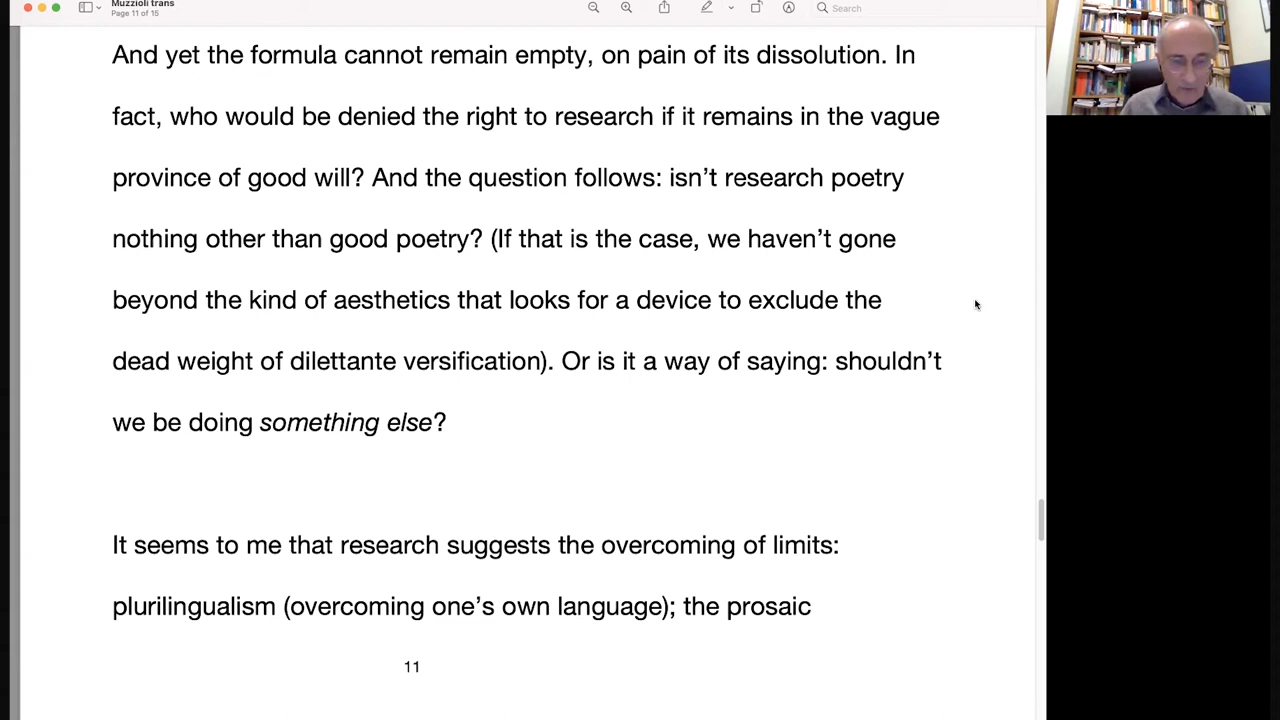 Muzzioli trans
Page 11 of 15
Search
And yet the formula cannot remain empty, on pain of its dissolution. In
fact, who would be denied the right to research if it remains in the vague
province of good will? And the question follows: isn’t research poetry
nothing other than good poetry? (If that is the case, we haven’t gone
beyond the kind of aesthetics that looks for a device to exclude the
dead weight of dilettante versification). Or is it a way of saying: shouldn’t
we be doing something else?
It seems to me that research suggests the overcoming of limits:
plurilingualism (overcoming one’s own language); the prosaic
11